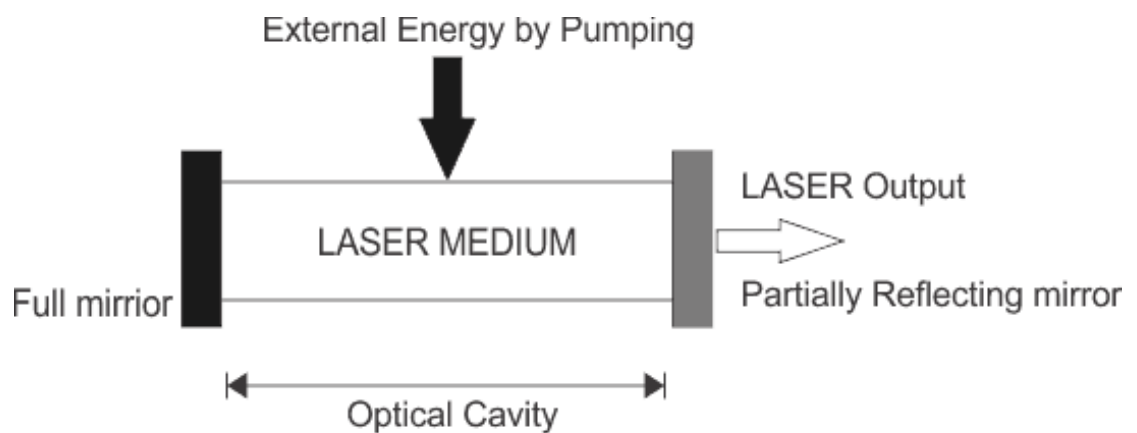 External Energy by Pumping
LASER Output
LASER MEDIUM
Full mirrior
Partially Reflecting mirror
Optical Cavity